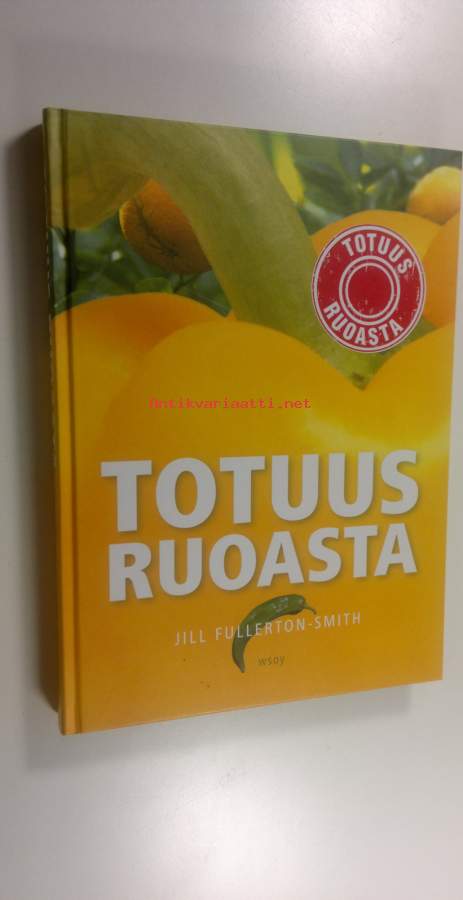 TOTUUS
RUOASTA
Antikvariaatti.net
TOTUUS
RUOASTA
JILL FULLERTON-SMITH
wsoy